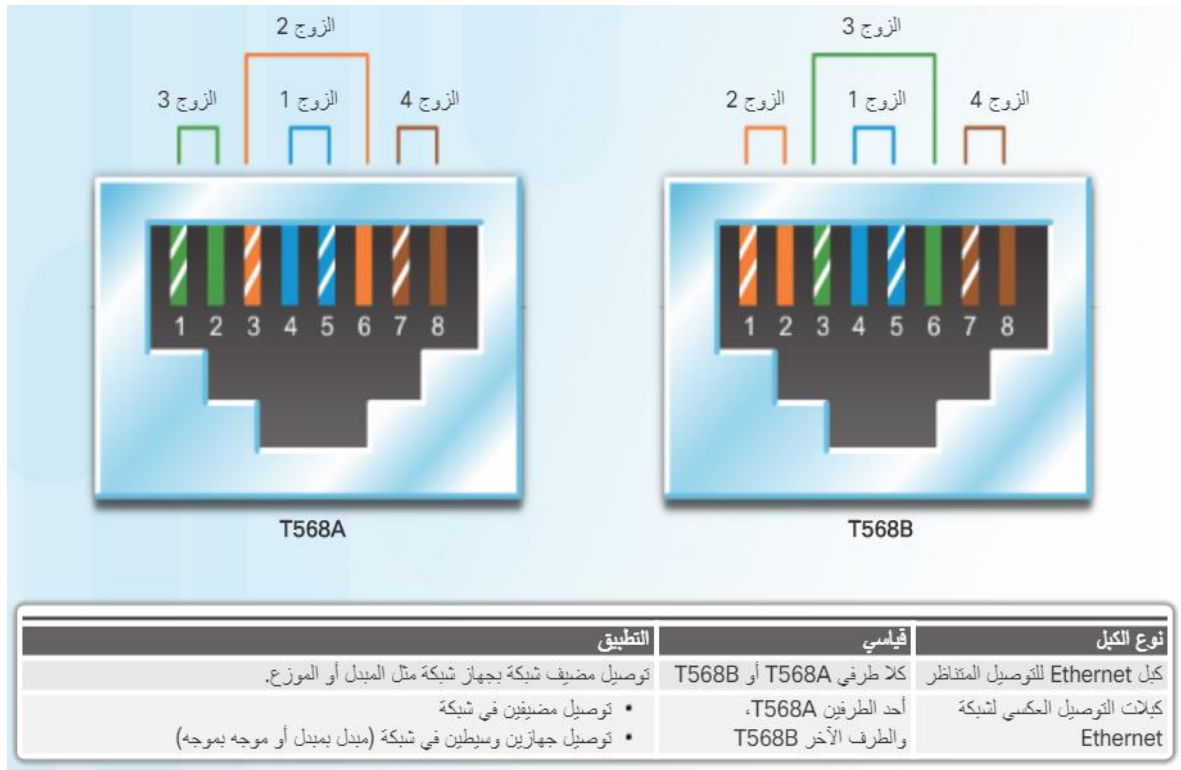 الزوج 2
الزوج 3
الزوج 3
الزوج 1
الزوج 4
الزوج 2
الزوج 1
الزوج 4
1 2 3 4 5 6 7 8
1 2 3 4 5 6 7 8
T568A
T568B
نوع الكبل قياسي التطبيق
كبل Ethernet للتوصيل المتناظر كلا طرفي T568A أو T568B توصيل مضيف شبكة بجهاز شبكة مثل المبدل أو الموزع.
كبلات التوصيل العكسي لشبكة أحد الطرفين T568A، • توصيل مضيفين في شبكة
Ethernet والطرف الآخر T568B • توصيل جهازين وسيطين في شبكة (مبدل بمبدل أو موجه بموجه)